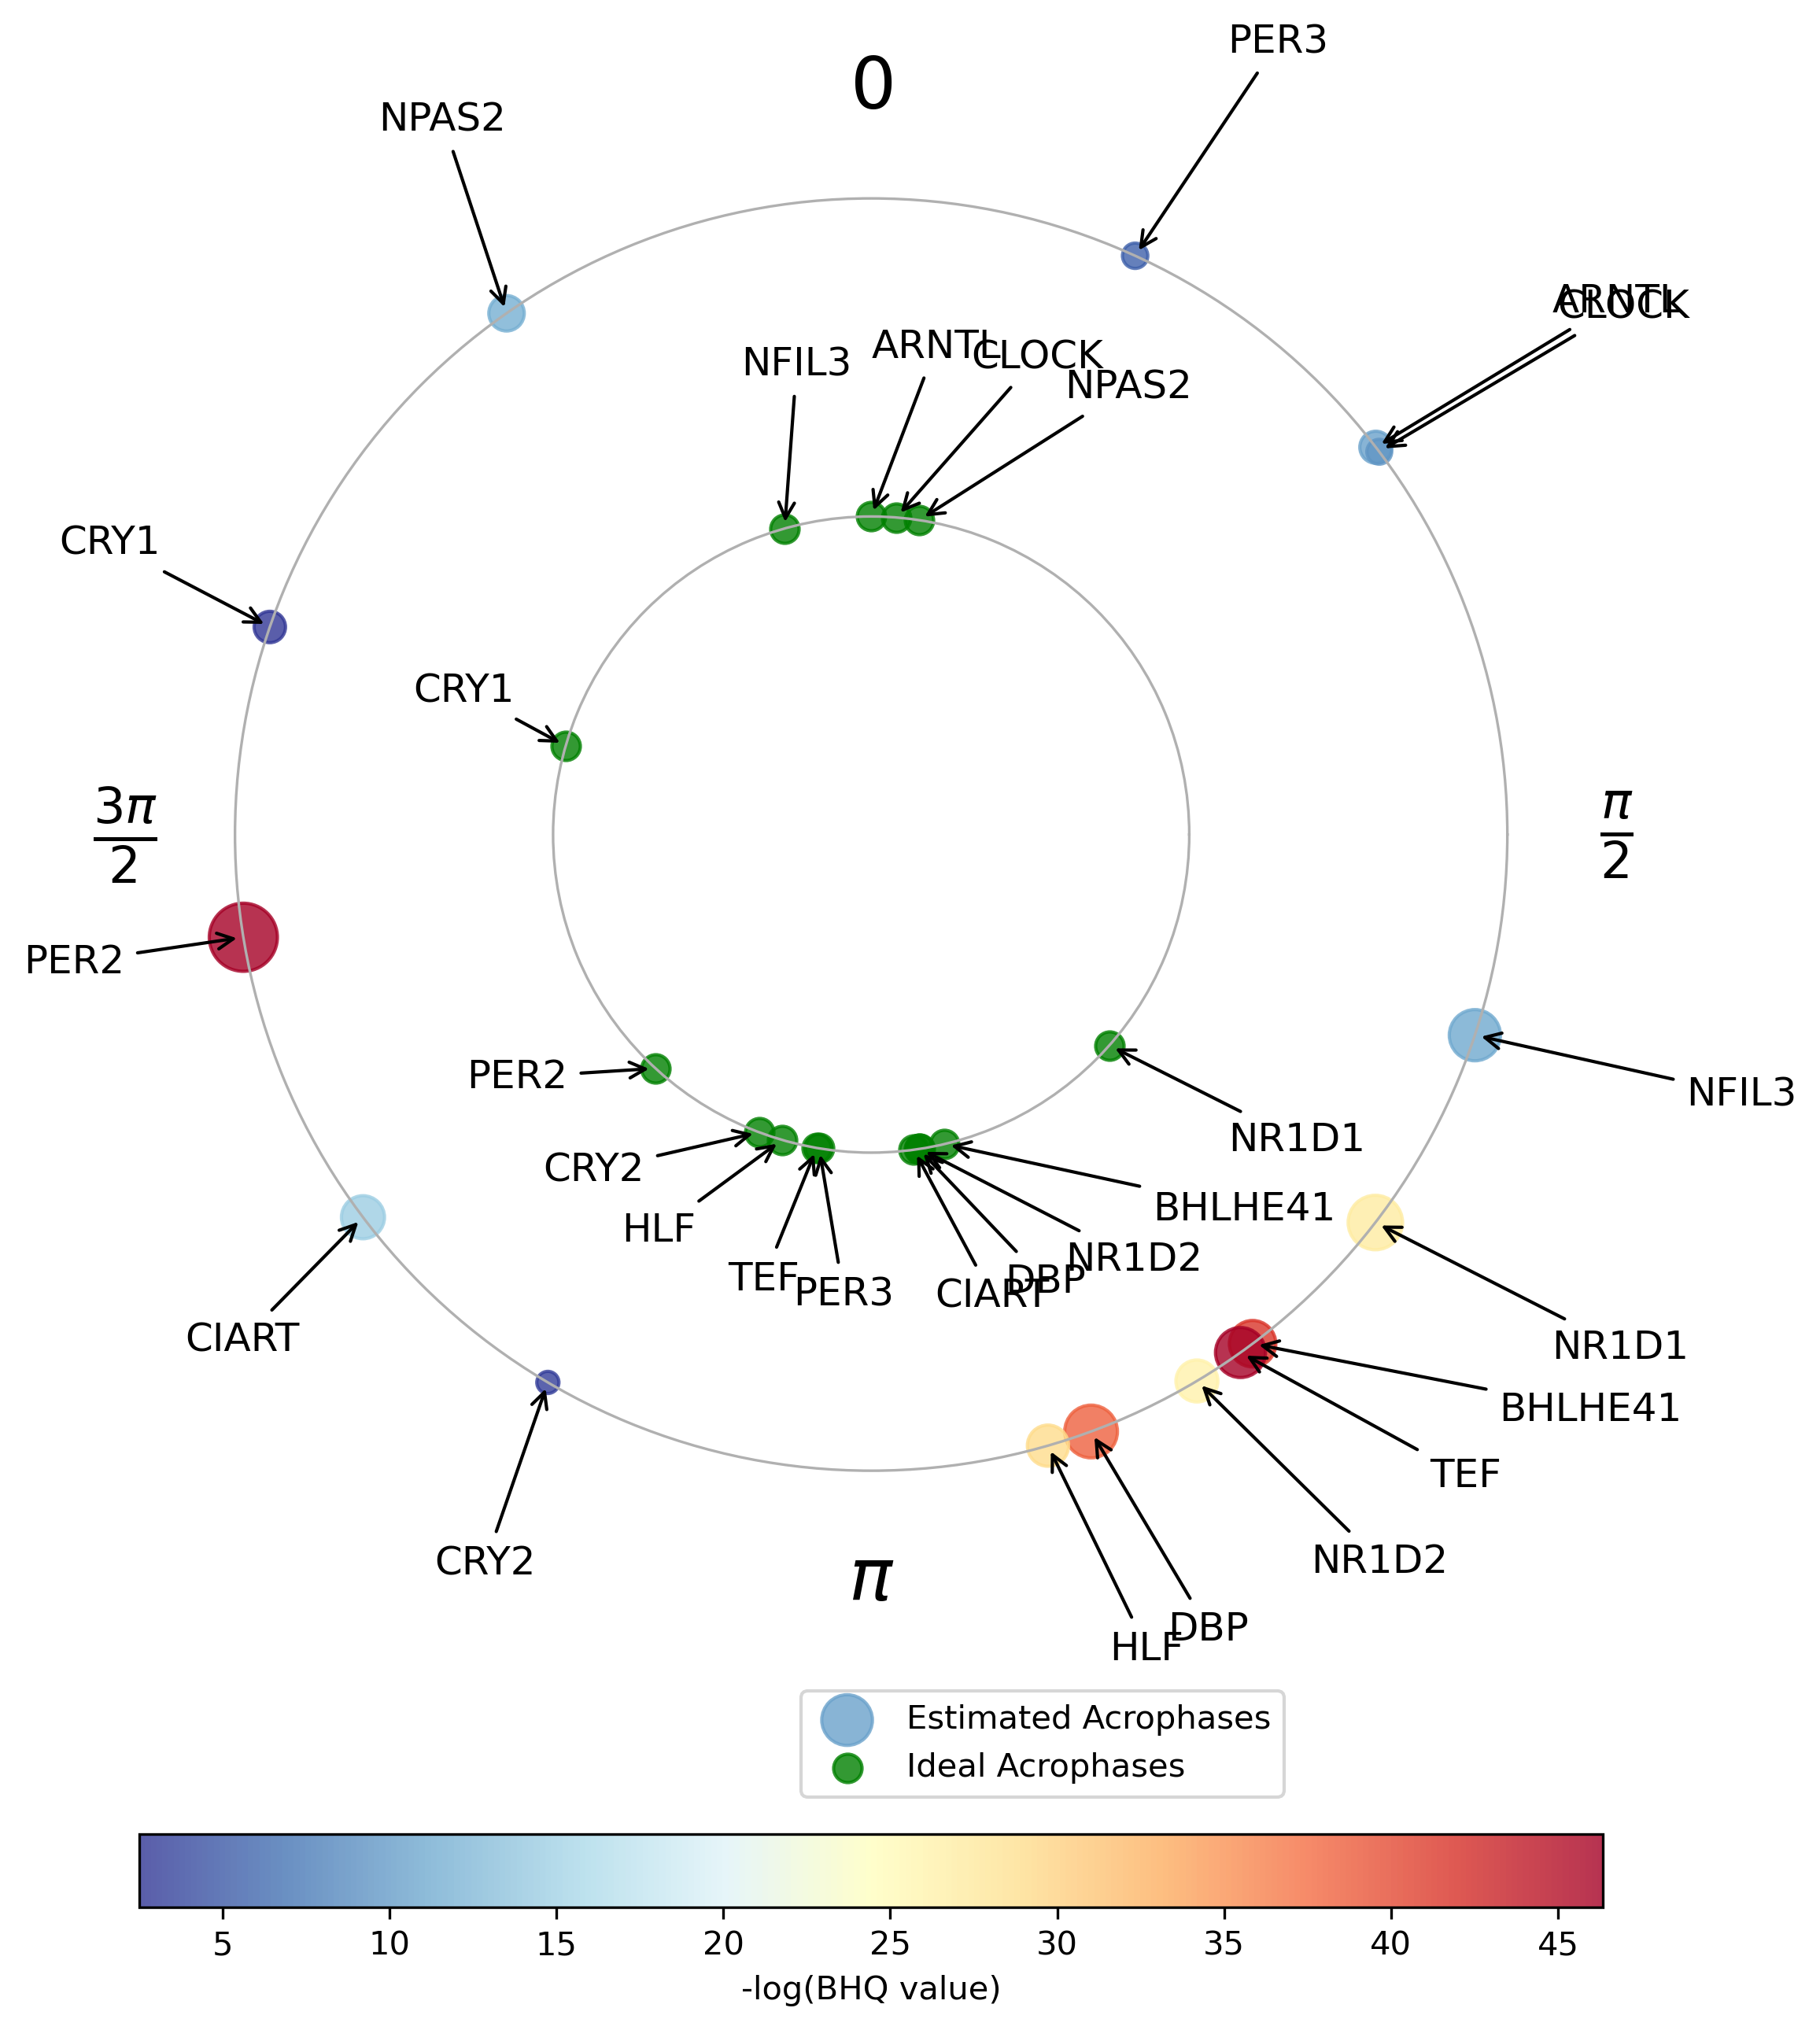 PER3
0
NPAS2
ARNTL
CLOCK
ARNTL
CLOCK
NFIL3
NPAS2
CRY1
CRY1
3π
2
π
2
PER2
PER2
NFIL3
NR1D1
CRY2
BHLHE41
HLF
NR1D2
TEF
DBP
PER3
CIART
CIART
NR1D1
BHLHE41
TEF
CRY2
NR1D2
π
DBP
HLF
Estimated Acrophases
Ideal Acrophases
5 10 15 20 25 30 35 40 45
-log(BHQ value)